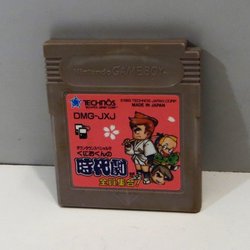 Nintendo GAME BOY
TECHNOS
©1993 TECHNOS JAPAN CORP.
MADE IN JAPAN
DMG-JXJ
ダウンタウンスペシャル
くにおくんの
時代劇
全員集合!